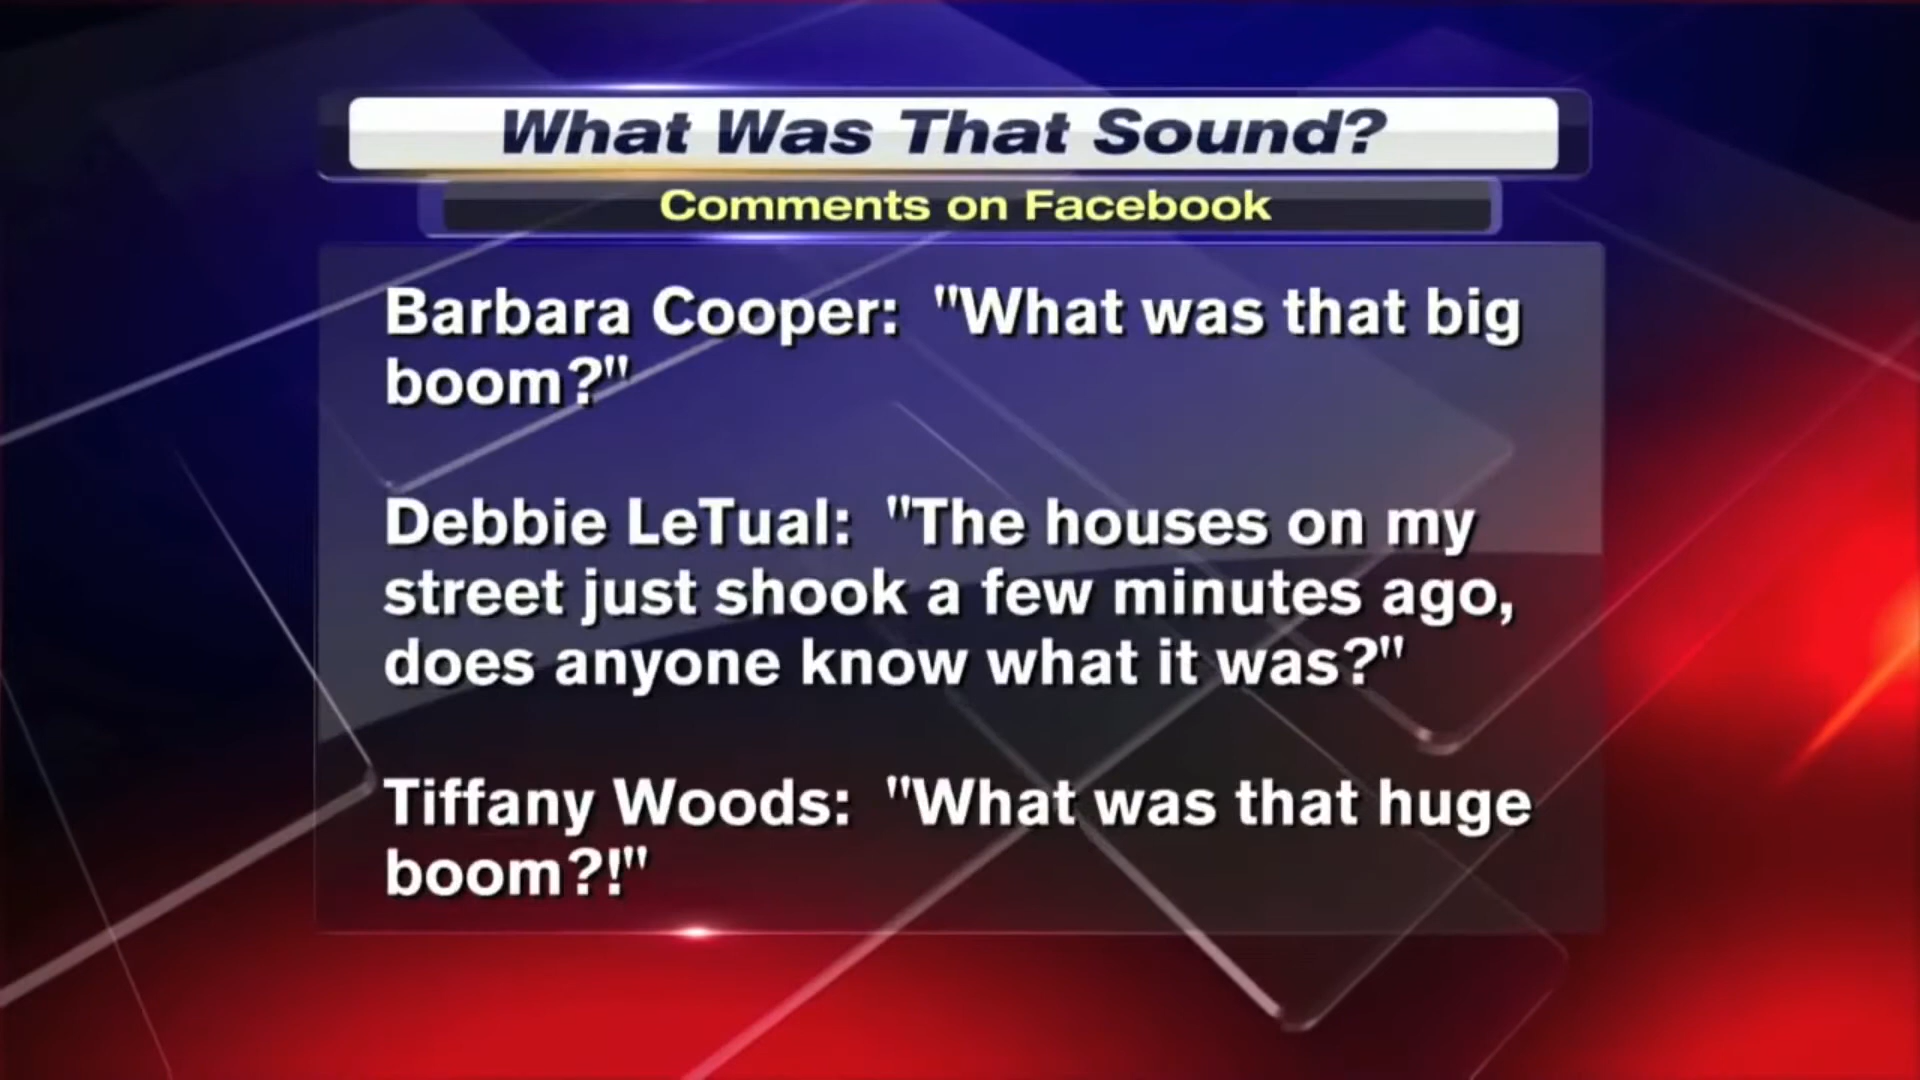 What Was That Sound?
Comments on Facebook
Barbara Cooper: "What was that big
boom?"
Debbie LeTual: "The houses on my
street just shook a few minutes ago,
does anyone know what it was?"
Tiffany Woods: "What was that huge
boom?!"